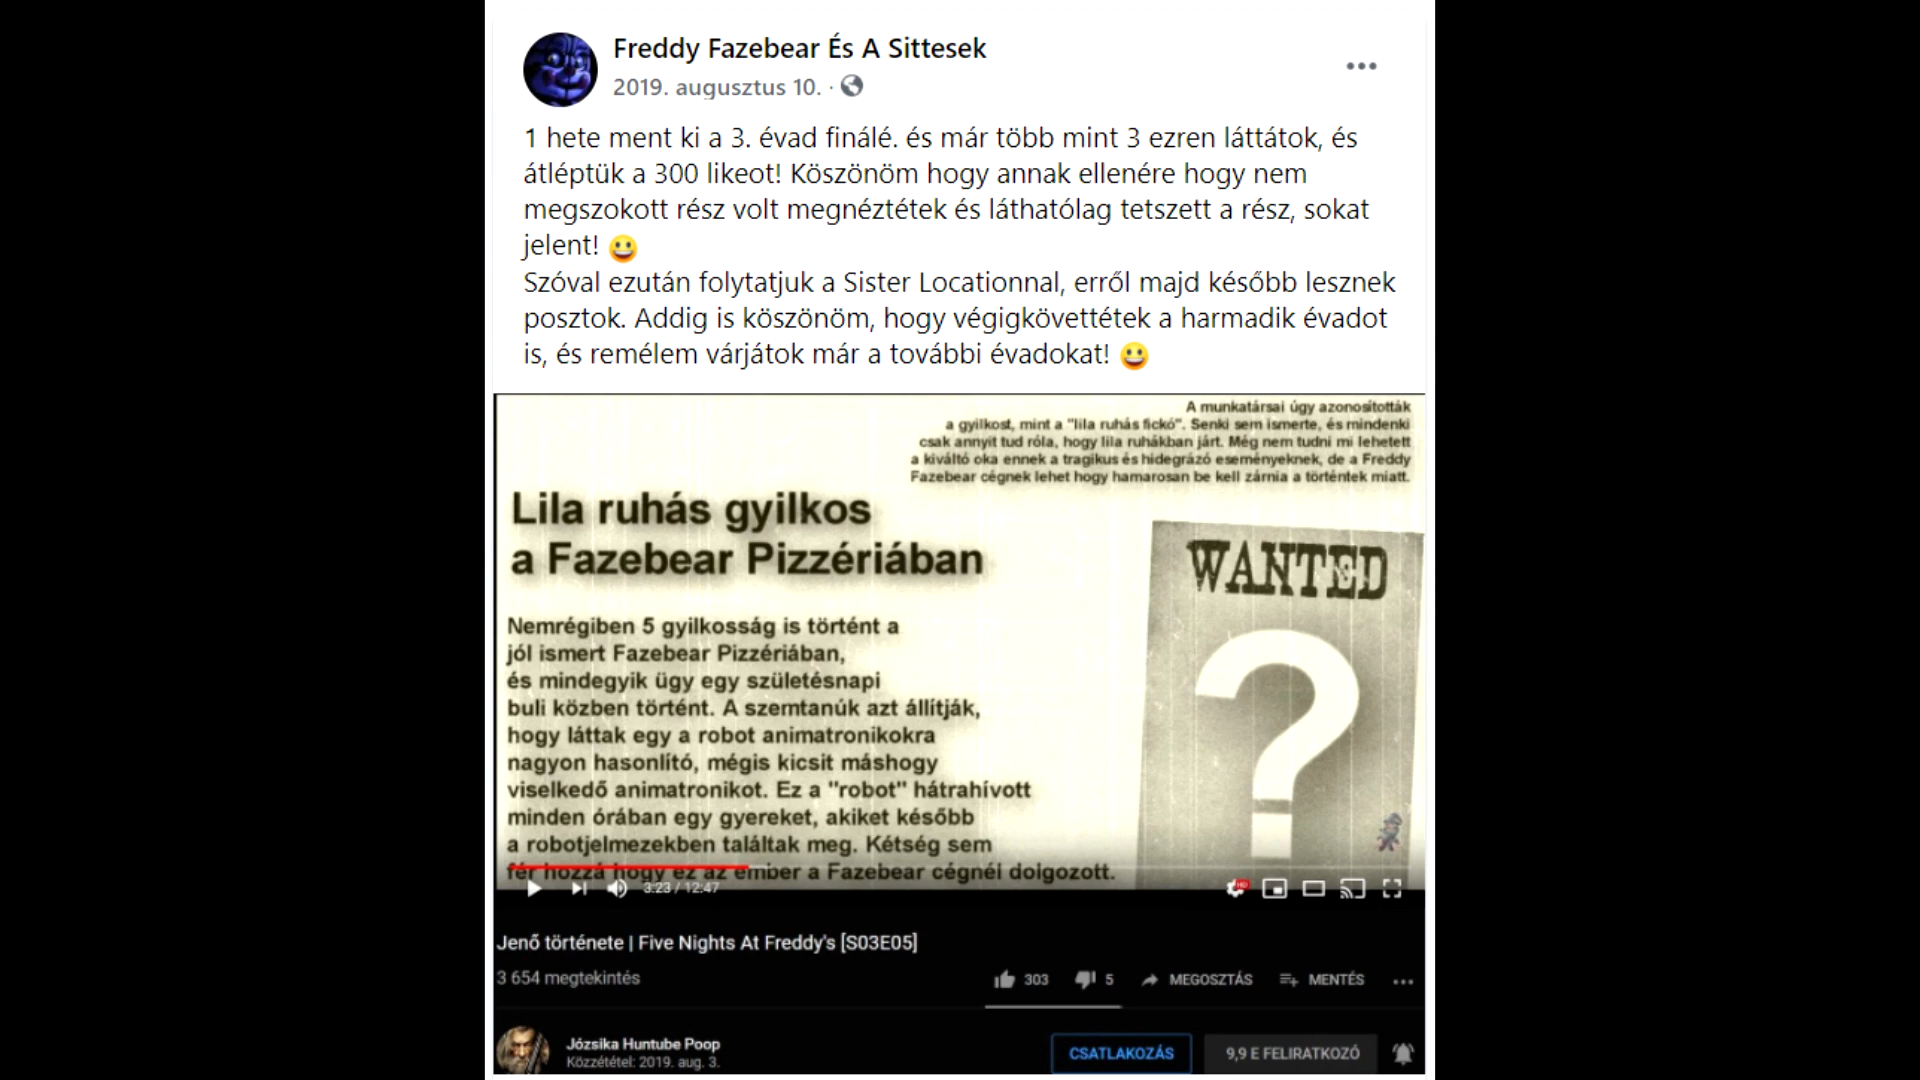 Freddy Fazebear És A Sittesek
2019. augusztus 10. ·
1 hete ment ki a 3. évad finálé. és már több mint 3 ezren láttátok, és
átléptük a 300 likeot! Köszönöm hogy annak ellenére hogy nem
megszokott rész volt megnéztétek és láthatólag tetszett a rész, sokat
jelent! 😀
Szóval ezután folytatjuk a Sister Locationnal, erről majd később lesznek
posztok. Addig is köszönöm, hogy végigkövettétek a harmadik évadot
is, és remélem várjátok már a további évadokat! 😀
A munkatársai úgy azonosították
a gyilkost, mint a "lila ruhás fickó". Senki sem ismerte, és mindenki
csak annyit tud róla, hogy lila ruhákban járt. Még nem tudni mi lehetett
a kiváltó oka ennek a tragikus és hidegrázó eseményeknek, de a Freddy
Fazebear cégnek lehet hogy hamarosan be kell zárnia a történtek miatt.
Lila ruhás gyilkos
a Fazebear Pizzériában
WANTED
?
Nemrégiben 5 gyilkosság is történt a
jól ismert Fazebear Pizzériában,
és mindegyik ügy egy születésnapi
buli közben történt. A szemtanúk azt állítják,
hogy láttak egy a robot animatronikokra
nagyon hasonlító, mégis kicsit máshogy
viselkedő animatronikot. Ez a "robot" hátrahívott
minden órában egy gyereket, akiket később
a robotjelmezekben találtak meg. Kétség sem
fér hozzá hogy ez az ember a Fazebear cégnél dolgozott.
3:23 / 12:47
HD
Jenő története | Five Nights At Freddy's [S03E05]
3 654 megtekintés
303
5
MEGOSZTÁS
MENTÉS
Józsika Huntube Poop
Közzététel: 2019. aug. 3.
CSATLAKOZÁS
9,9 E FELIRATKOZÓ